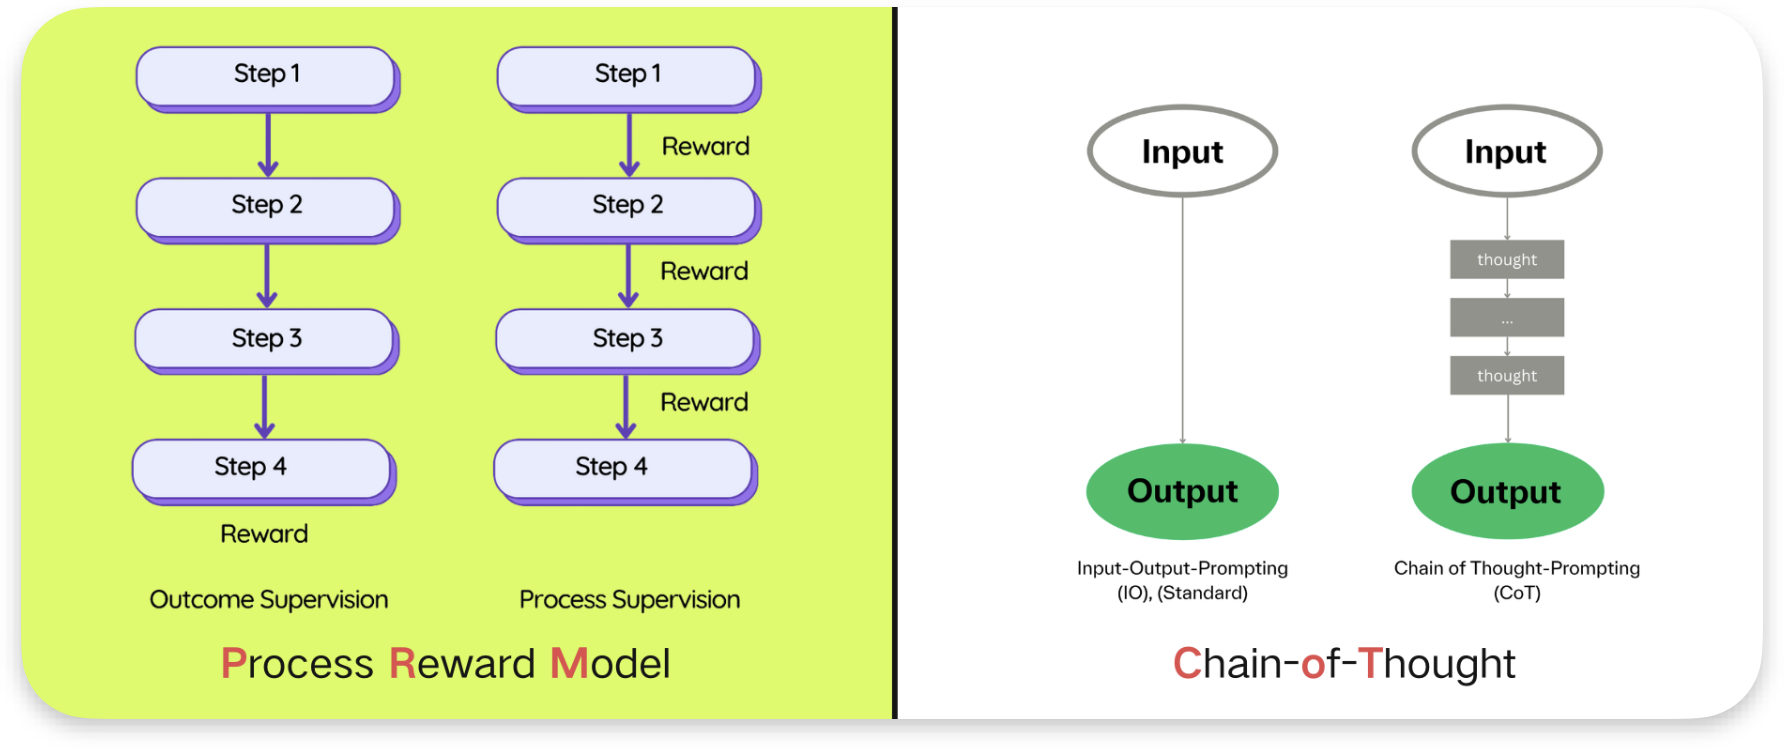 Step 1
Step 2
Step 3
Step 4
Reward
Outcome Supervision
Step 1
Reward
Step 2
Reward
Step 3
Reward
Step 4
Process Supervision
Process Reward Model
Input
Output
Input-Output-Prompting
(IO), (Standard)
Input
thought
...
thought
Output
Chain of Thought-Prompting
(CoT)
Chain-of-Thought